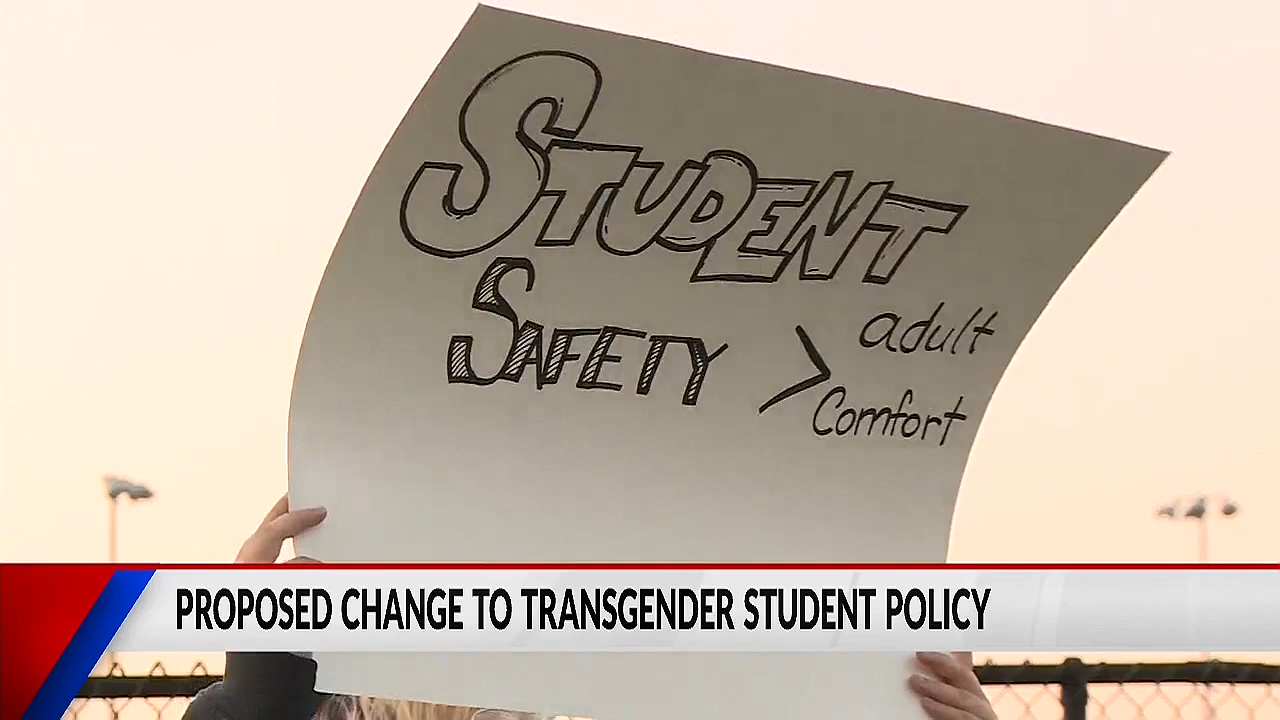 STUDENT
SAFETY > adult
Comfort
PROPOSED CHANGE TO TRANSGENDER STUDENT POLICY